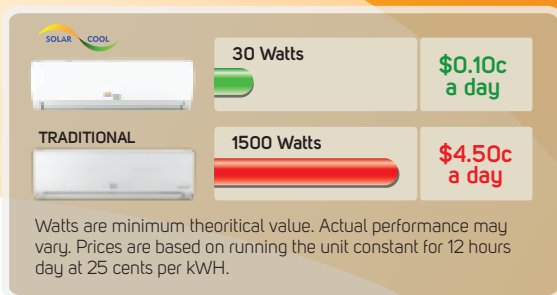 SOLAR COOL
30 Watts
$0.10c
a day
TRADITIONAL
1500 Watts
$4.50c
a day
Watts are minimum theoritical value. Actual performance may
vary. Prices are based on running the unit constant for 12 hours
day at 25 cents per kWH.